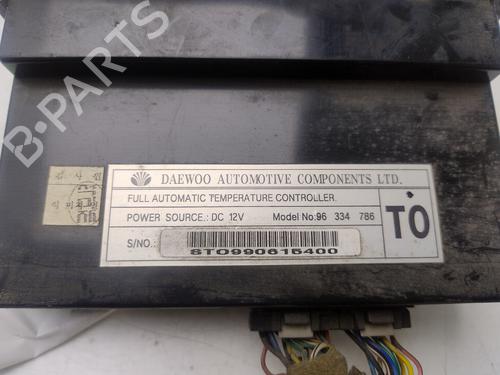 B-PARTS
DAEWOO AUTOMOTIVE COMPONENTS LTD.
FULL AUTOMATIC TEMPERATURE CONTROLLER
POWER SOURCE.: DC 12V Model No:96 334 786
S/NO.:
STO990615400
TO